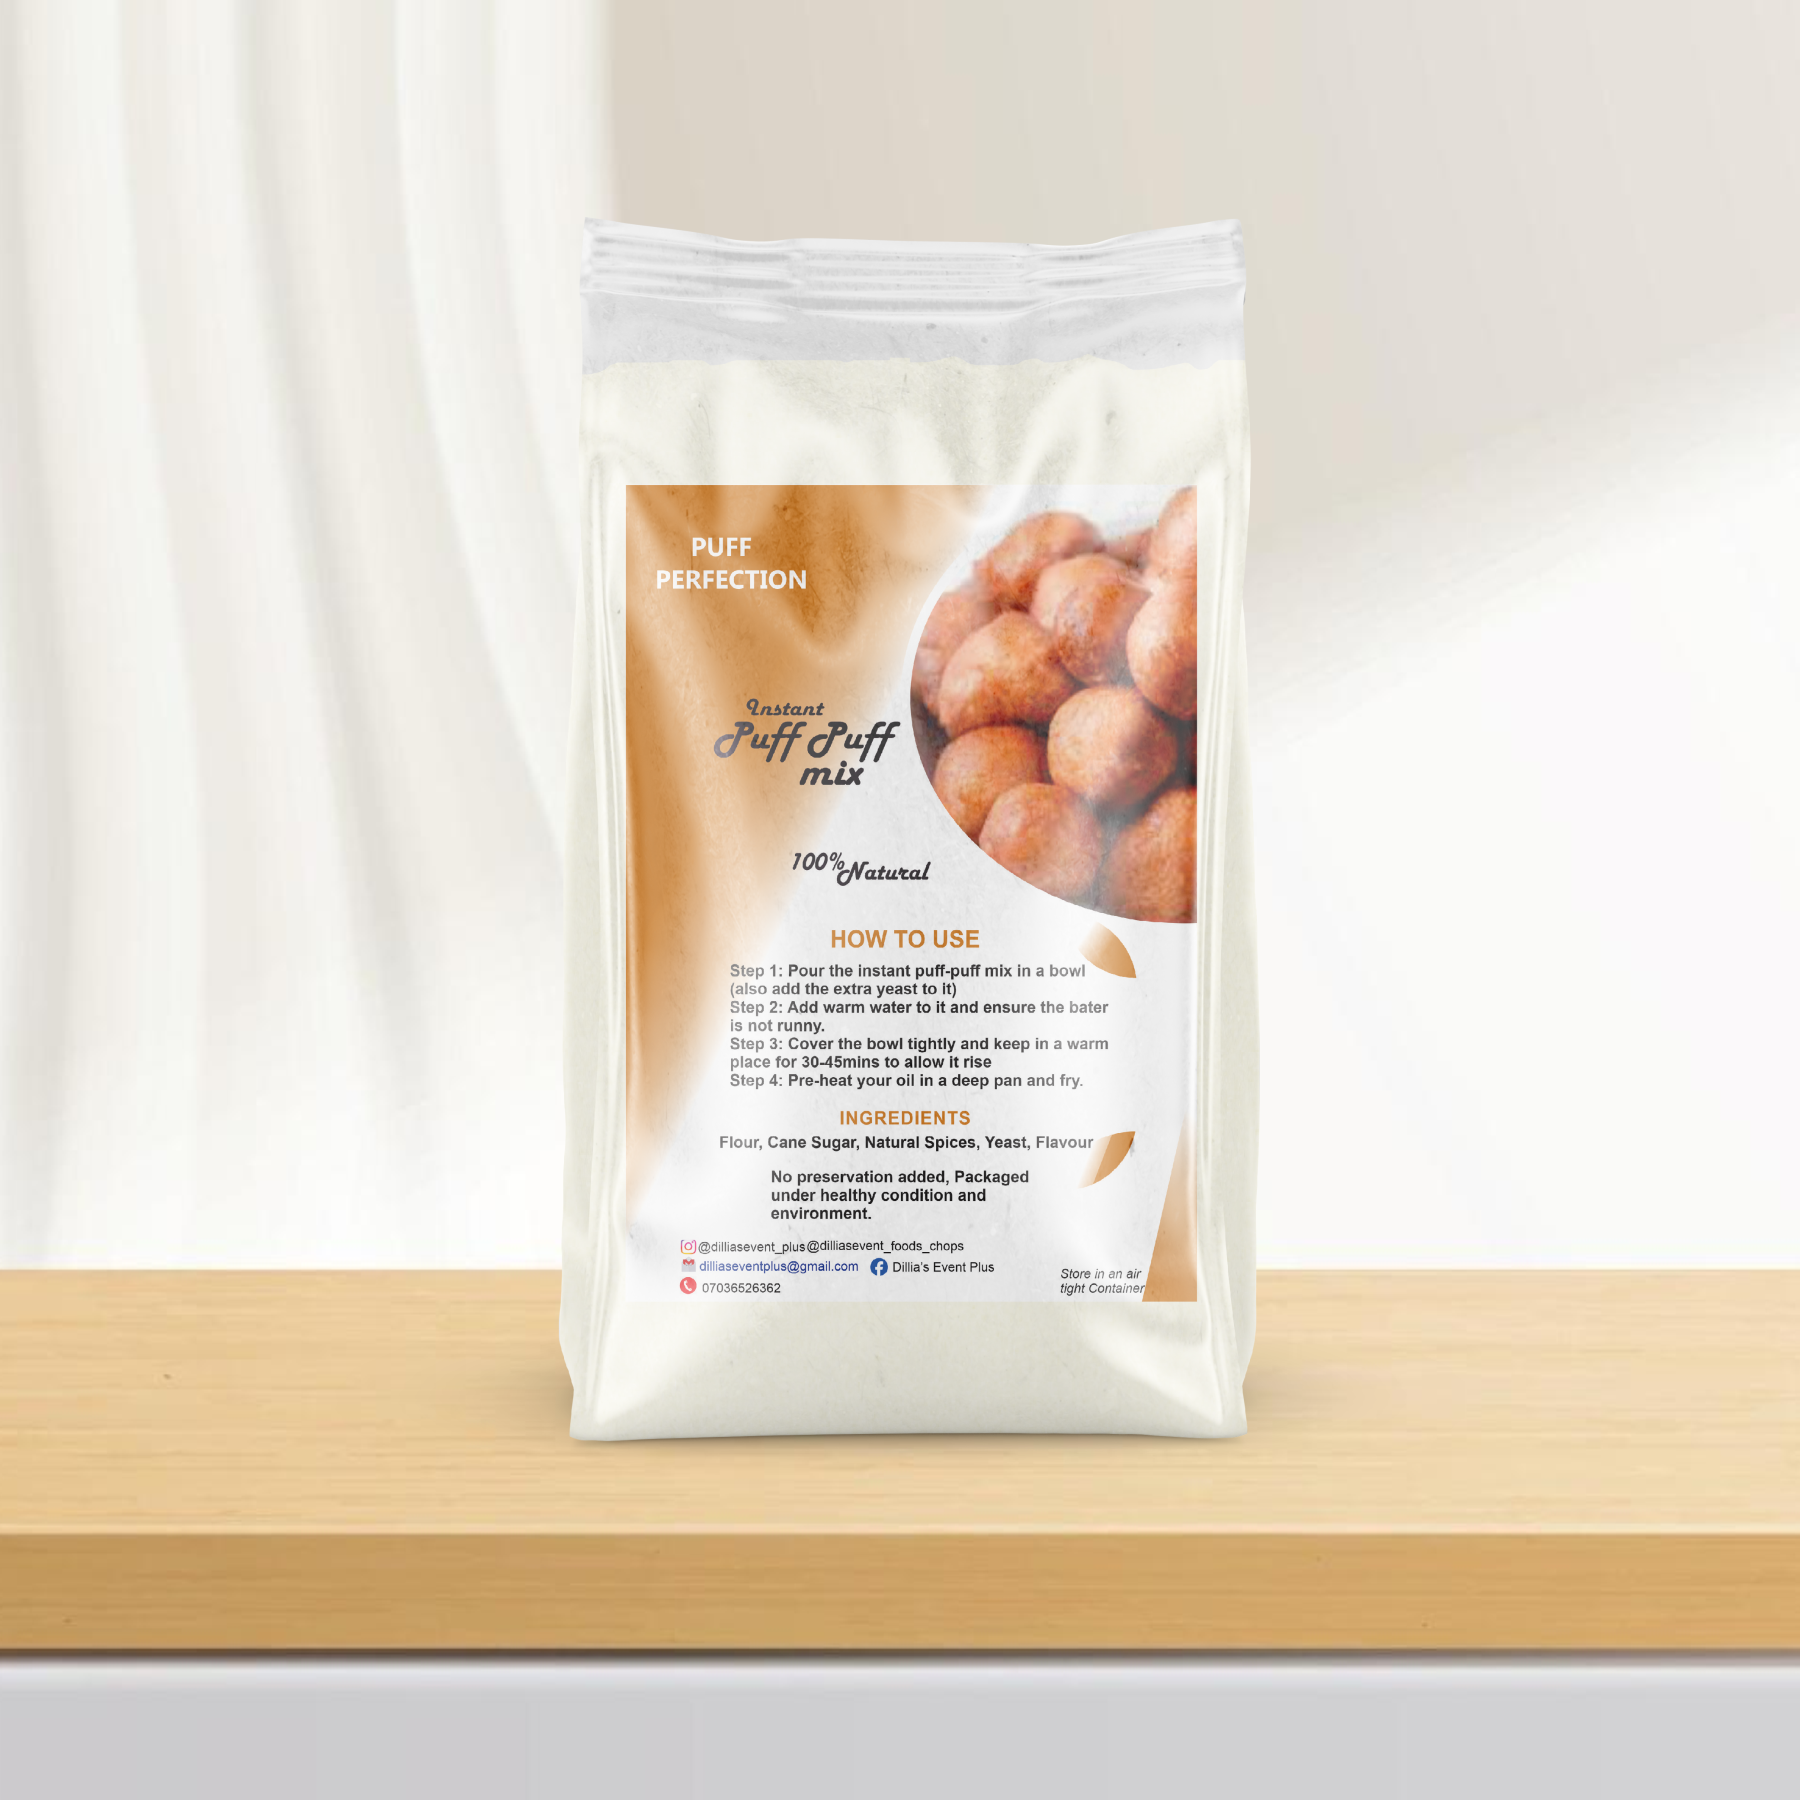 PUFF
PERFECTION
Instant
Puff Puff
mix
100% Natural
HOW TO USE
Step 1: Pour the instant puff-puff mix in a bowl
(also add the extra yeast to it)
Step 2: Add warm water to it and ensure the bater
is not runny.
Step 3: Cover the bowl tightly and keep in a warm
place for 30-45mins to allow it rise
Step 4: Pre-heat your oil in a deep pan and fry.
INGREDIENTS
Flour, Cane Sugar, Natural Spices, Yeast, Flavour
No preservation added, Packaged
under healthy condition and
environment.
@dilliasevent_plus@dilliasevent_foods_chops
dilliaseventplus@gmail.com Dillia's Event Plus
07036526362
Store in an air
tight Container